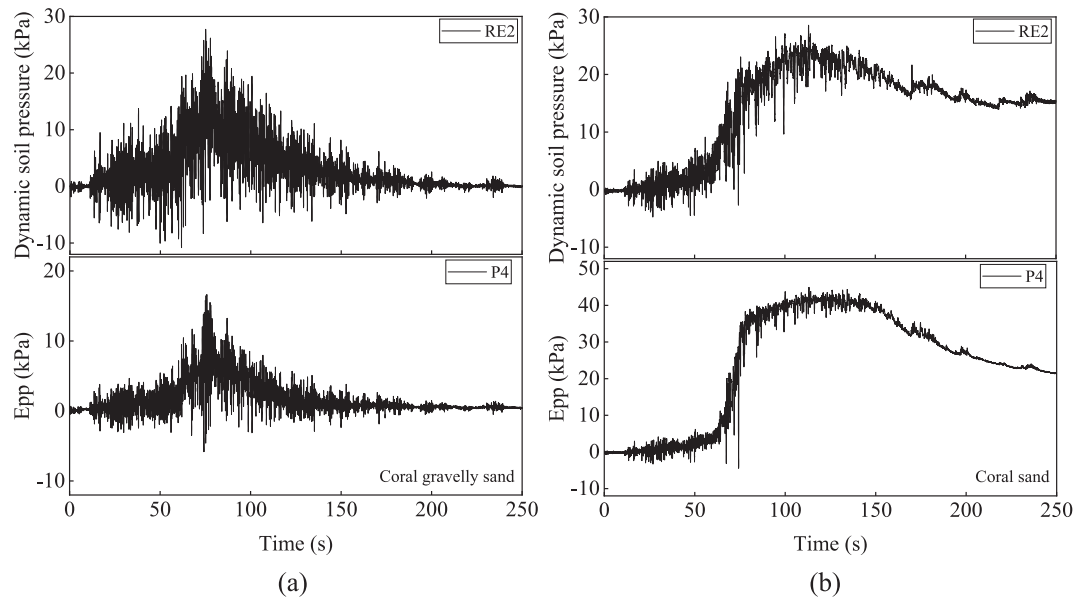 30
RE2
20
10
0
-10
Dynamic soil pressure (kPa)
20
P4
10
0
-10
Epp (kPa)
Coral gravelly sand
0 50 100 150 200 250
Time (s)
(a)
30
RE2
20
10
0
-10
Dynamic soil pressure (kPa)
50
P4
40
30
20
10
0
-10
Epp (kPa)
Coral sand
0 50 100 150 200 250
Time (s)
(b)